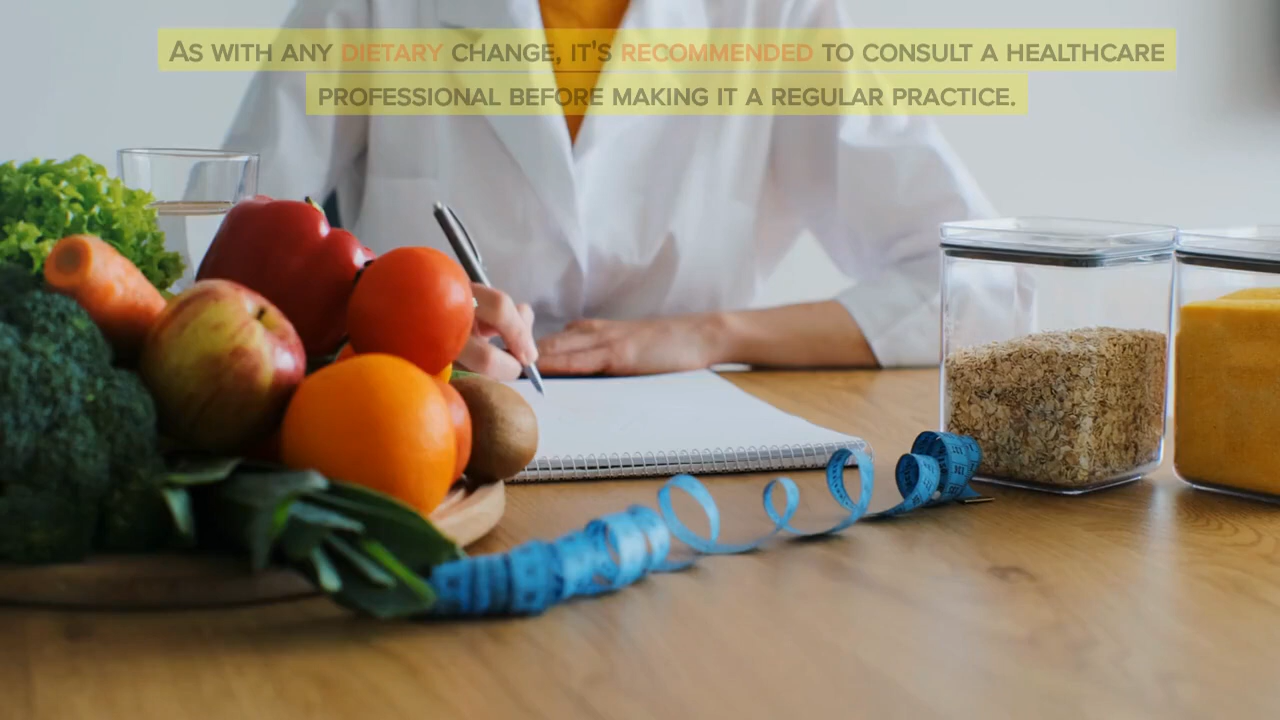 As with any dietary change, it's recommended to consult a healthcare
professional before making it a regular practice.